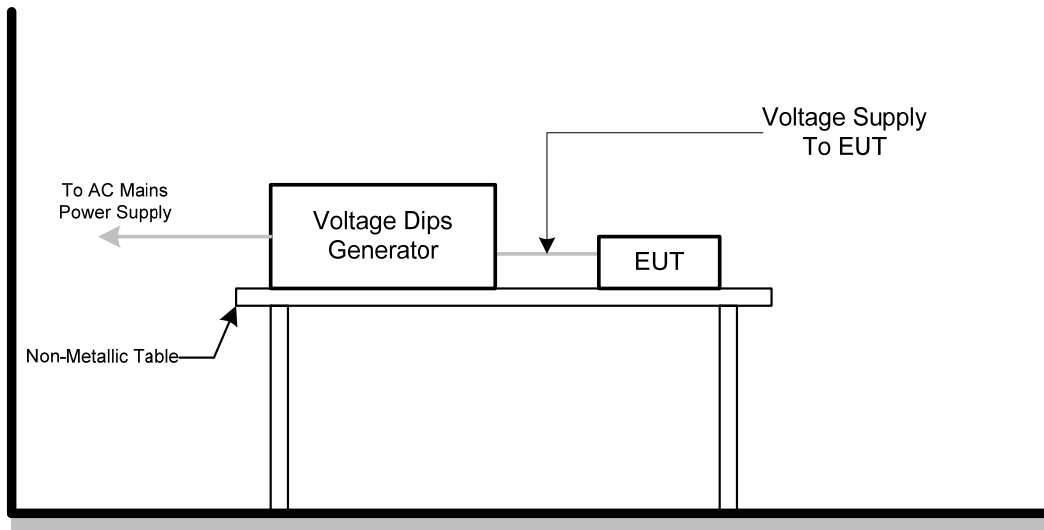 Voltage Supply
To EUT
To AC Mains
Power Supply
Voltage Dips
Generator
EUT
Non-Metallic Table